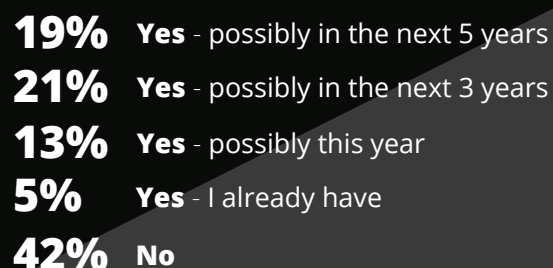 19% Yes - possibly in the next 5 years
21% Yes - possibly in the next 3 years
13% Yes - possibly this year
5% Yes - I already have
42% No